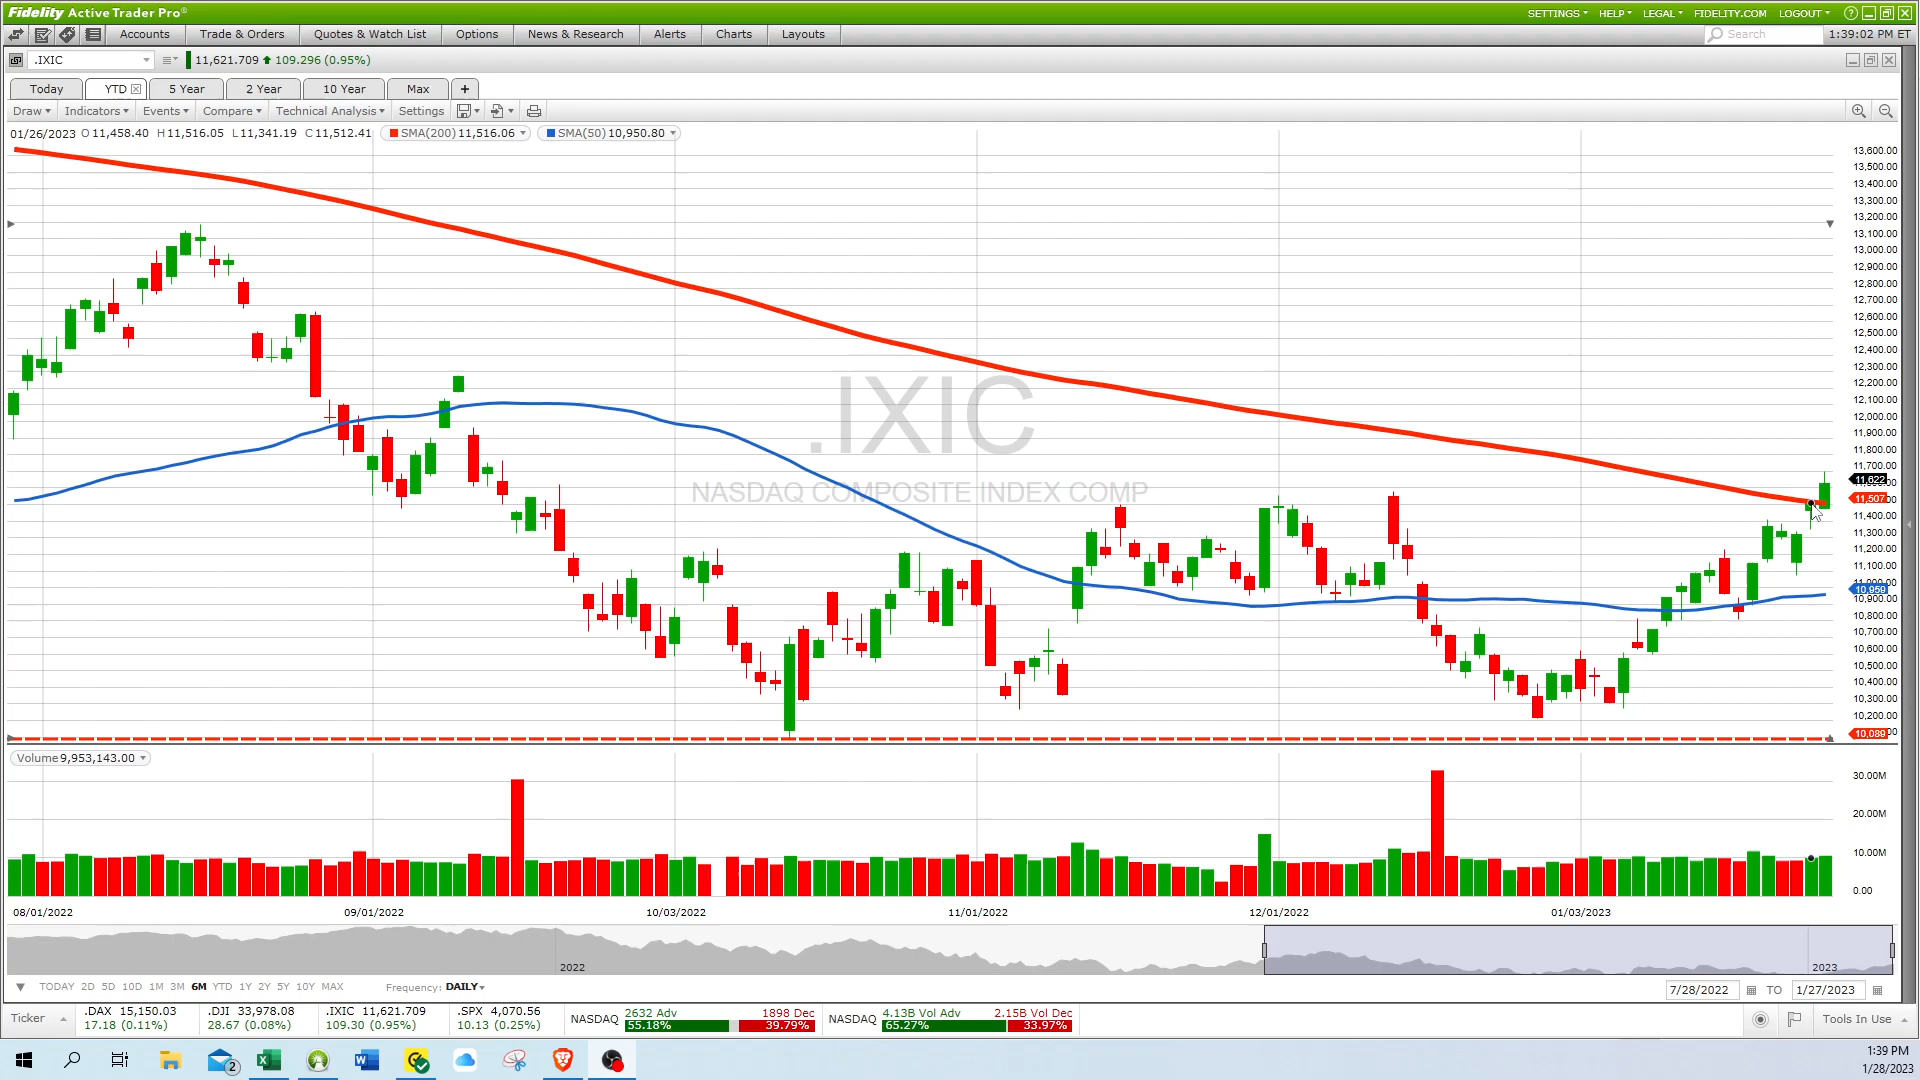 Fidelity Active Trader Pro®
SETTINGS HELP LEGAL FIDELITY.COM LOGOUT
Accounts Trade & Orders Quotes & Watch List Options News & Research Alerts Charts Layouts Search 1:39:02 PM ET
.IXIC 11,621.709 109.296 (0.95%)
Today YTD 5 Year 2 Year 10 Year Max +
Draw Indicators Events Compare Technical Analysis Settings
01/26/2023 O 11,458.40 H 11,516.05 L 11,341.19 C 11,512.41 SMA(200) 11,516.06 SMA(50) 10,950.80
13,600.00
13,500.00
13,400.00
13,300.00
13,200.00
13,100.00
13,000.00
12,900.00
12,800.00
12,700.00
12,600.00
12,500.00
12,400.00
12,300.00
12,200.00
12,100.00
12,000.00
11,900.00
11,800.00
11,700.00
11,622
11,507
11,400.00
11,300.00
11,200.00
11,100.00
11,000.00
10,959
10,900.00
10,800.00
10,700.00
10,600.00
10,500.00
10,400.00
10,300.00
10,200.00
10,089
.IXIC
NASDAQ COMPOSITE INDEX COMP
Volume 9,953,143.00
30.00M
20.00M
10.00M
0.00
08/01/2022 09/01/2022 10/03/2022 11/01/2022 12/01/2022 01/03/2023
2022 2023
TODAY 2D 5D 10D 1M 3M 6M YTD 1Y 2Y 5Y 10Y MAX Frequency: DAILY 7/28/2022 TO 1/27/2023
Ticker .DAX 15,150.03 .DJI 33,978.08 .IXIC 11,621.709 .SPX 4,070.56 NASDAQ 2632 Adv 1898 Dec NASDAQ 4.13B Vol Adv 2.15B Vol Dec Tools In Use
17.18 (0.11%) 28.67 (0.08%) 109.30 (0.95%) 10.13 (0.25%) 55.18% 39.79% 65.27% 33.97%
2
1:39 PM
1/28/2023